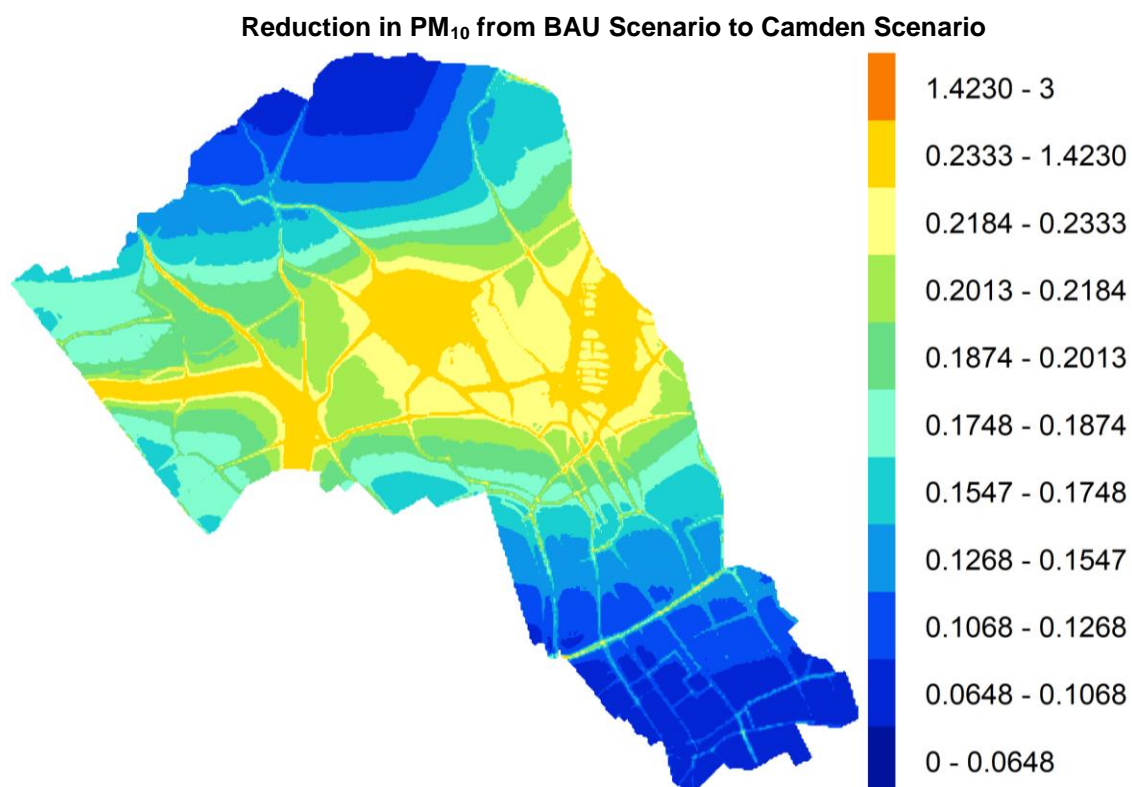 Reduction in PM₁₀ from BAU Scenario to Camden Scenario
1.4230 - 3
0.2333 - 1.4230
0.2184 - 0.2333
0.2013 - 0.2184
0.1874 - 0.2013
0.1748 - 0.1874
0.1547 - 0.1748
0.1268 - 0.1547
0.1068 - 0.1268
0.0648 - 0.1068
0 - 0.0648